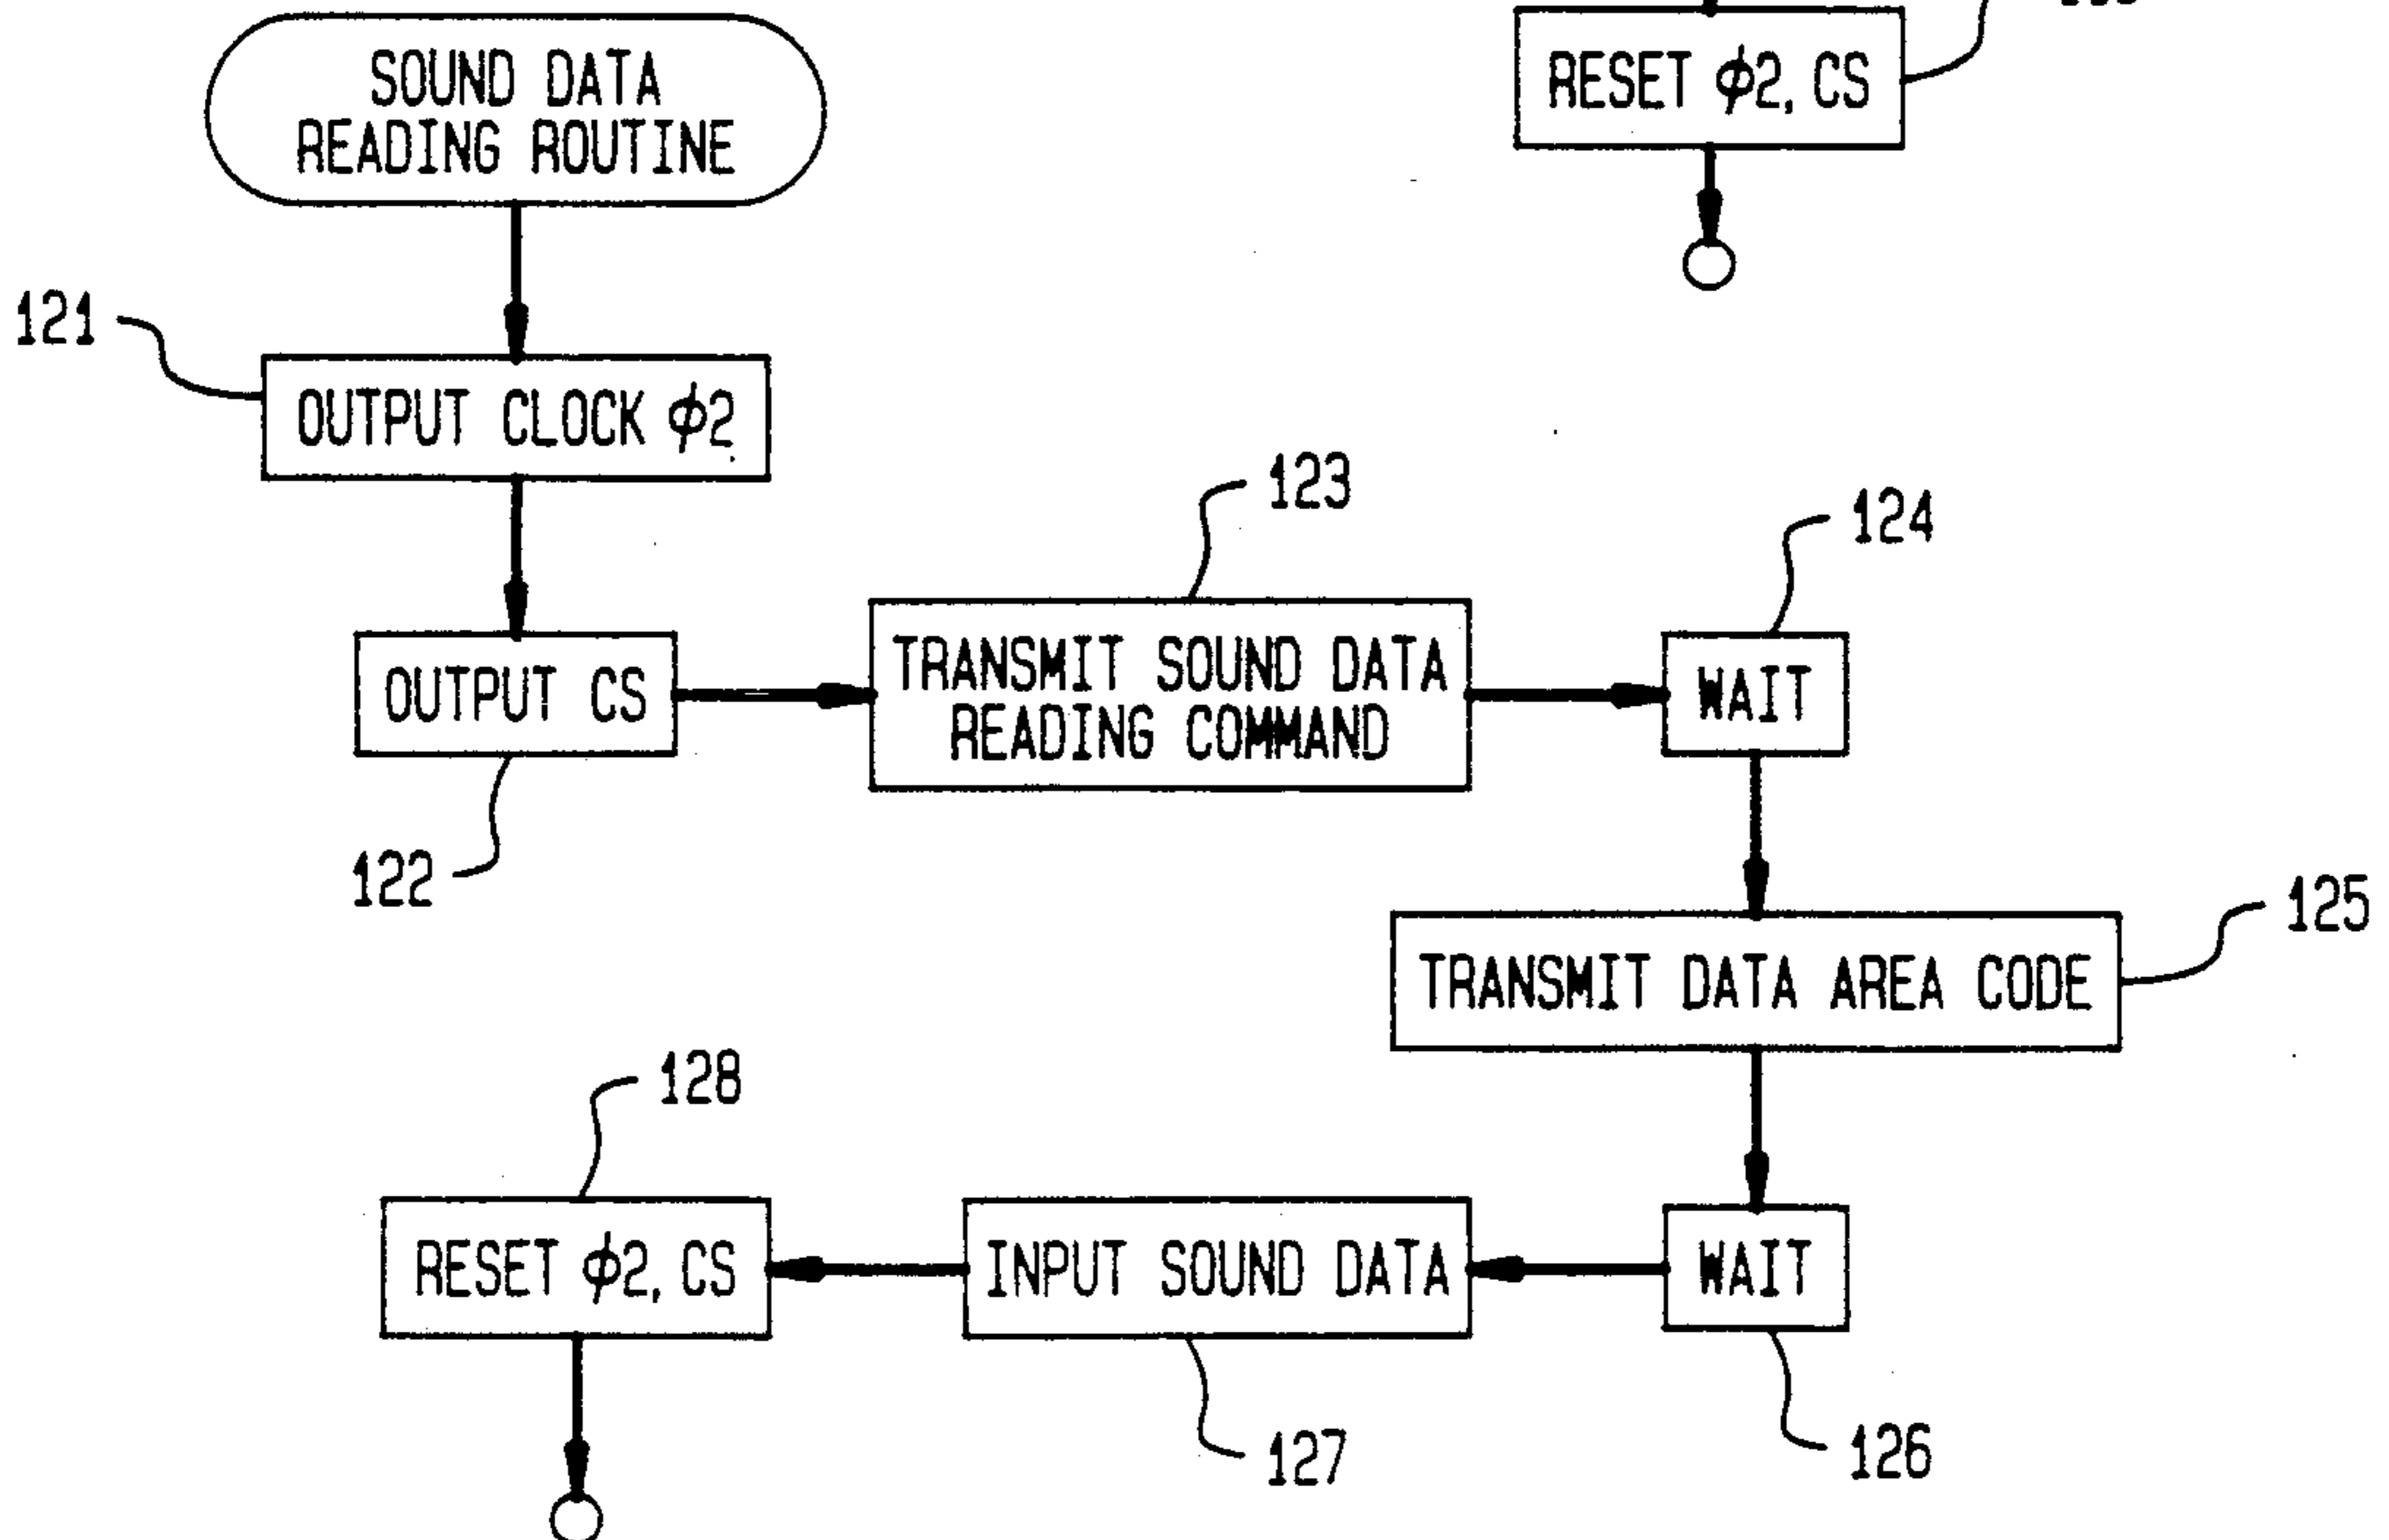 SOUND DATA
READING ROUTINE
RESET ϕ2, CS
121
OUTPUT CLOCK ϕ2
123
124
OUTPUT CS
TRANSMIT SOUND DATA
READING COMMAND
WAIT
122
125
TRANSMIT DATA AREA CODE
128
RESET ϕ2, CS
INPUT SOUND DATA
WAIT
127
126